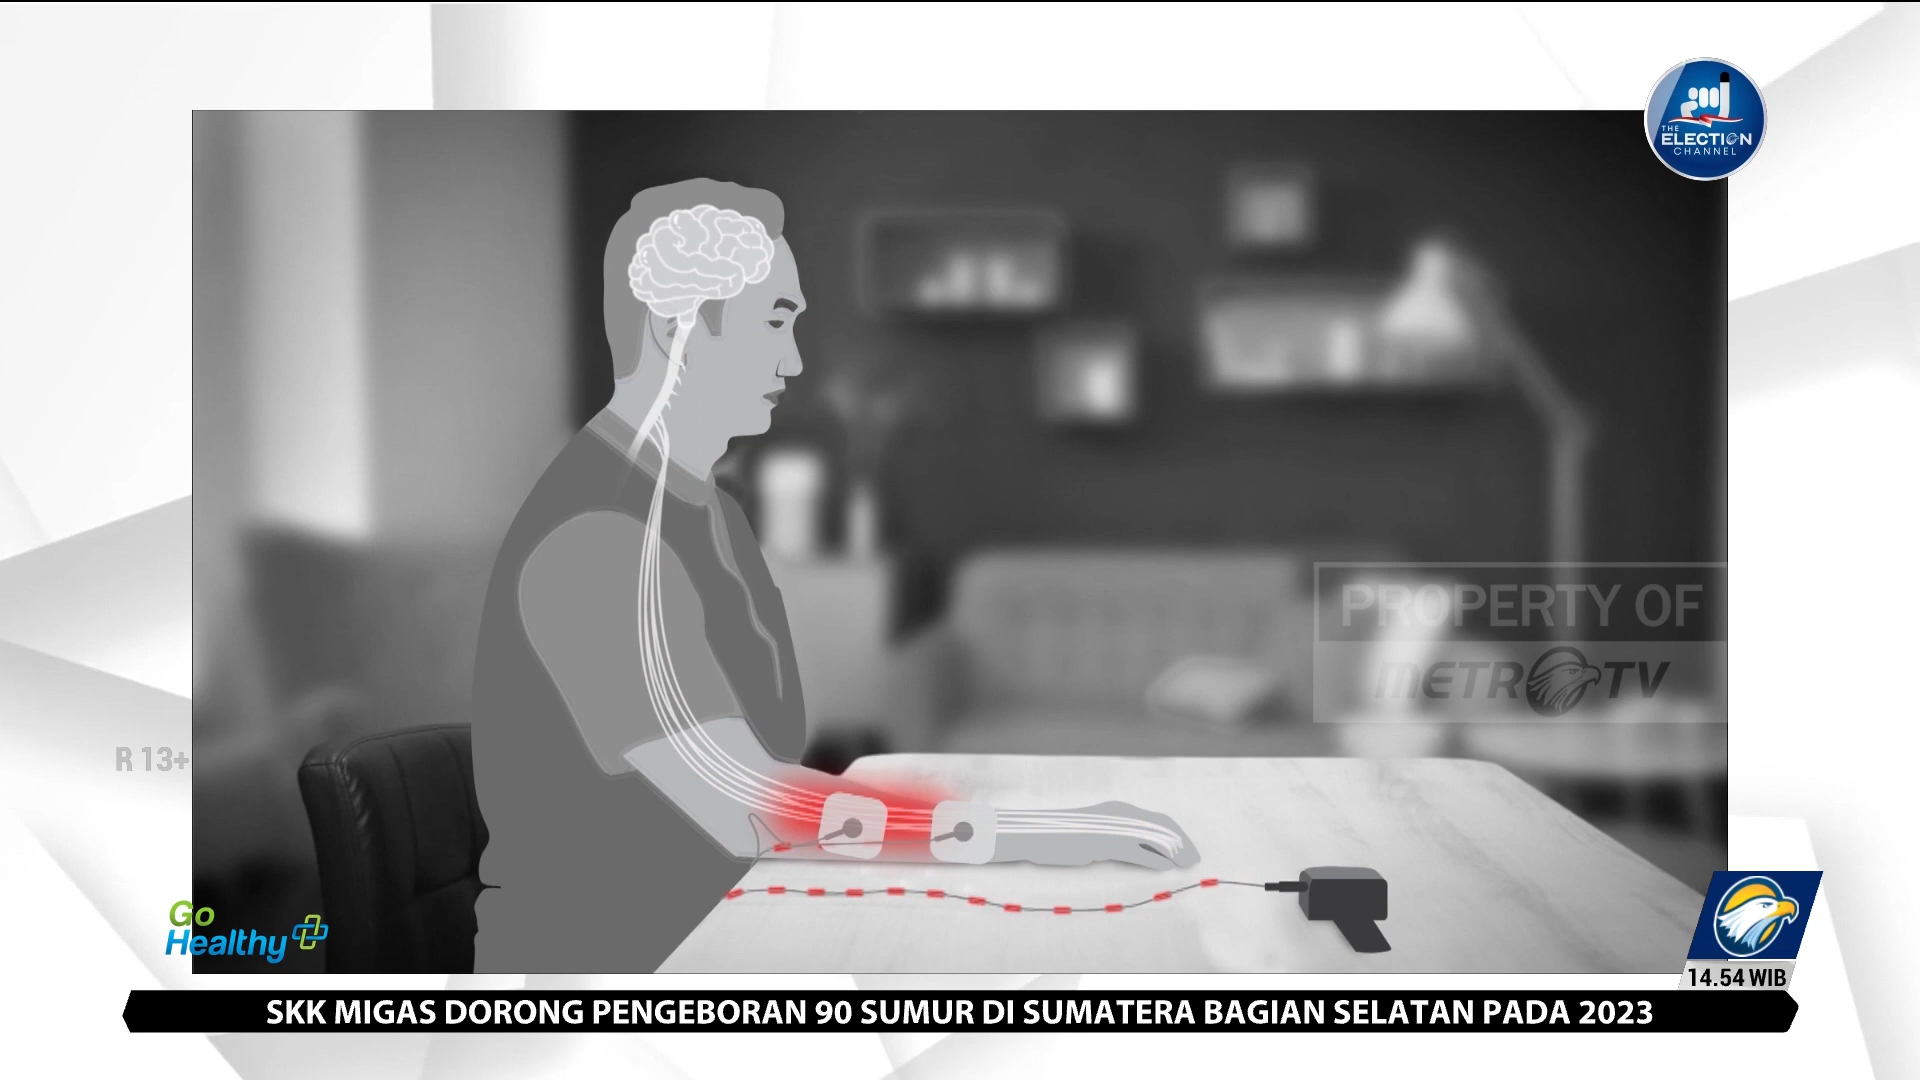 THE
ELECTION
CHANNEL
PROPERTY OF
METRO TV
R 13+
Go
Healthy
14.54 WIB
SKK MIGAS DORONG PENGEBORAN 90 SUMUR DI SUMATERA BAGIAN SELATAN PADA 2023